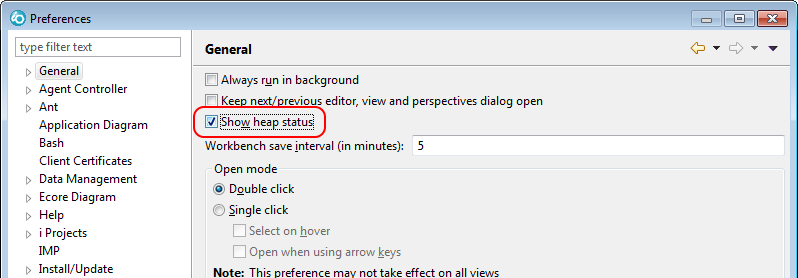 Preferences
type filter text
General
Agent Controller
Ant
Application Diagram
Bash
Client Certificates
Data Management
Ecore Diagram
Help
i Projects
IMP
Install/Update
General
Always run in background
Keep next/previous editor, view and perspectives dialog open
Show heap status
Workbench save interval (in minutes): 5
Open mode
Double click
Single click
Select on hover
Open when using arrow keys
Note: This preference may not take effect on all views